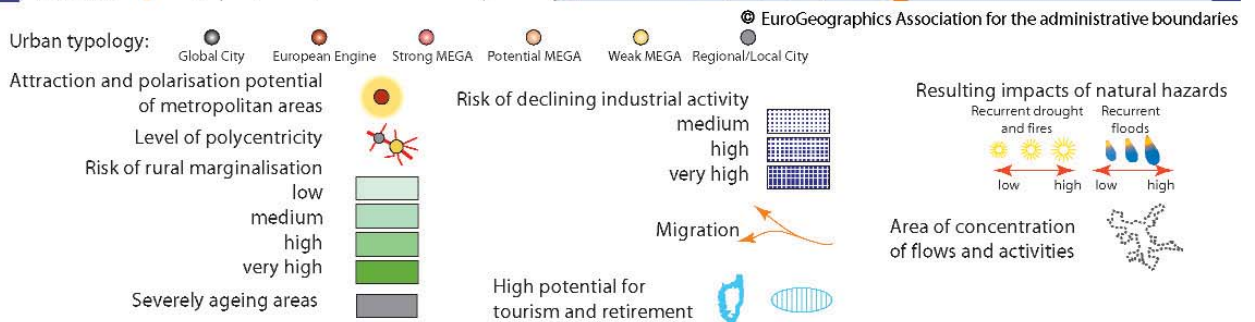 © EuroGeographics Association for the administrative boundaries
Urban typology:
Global City
European Engine
Strong MEGA
Potential MEGA
Weak MEGA
Regional/Local City
Attraction and polarisation potential
of metropolitan areas
Level of polycentricity
Risk of rural marginalisation
low
medium
high
very high
Severely ageing areas
Risk of declining industrial activity
medium
high
very high
Migration
High potential for
tourism and retirement
Resulting impacts of natural hazards
Recurrent drought
and fires
low high
Recurrent
floods
low high
Area of concentration
of flows and activities